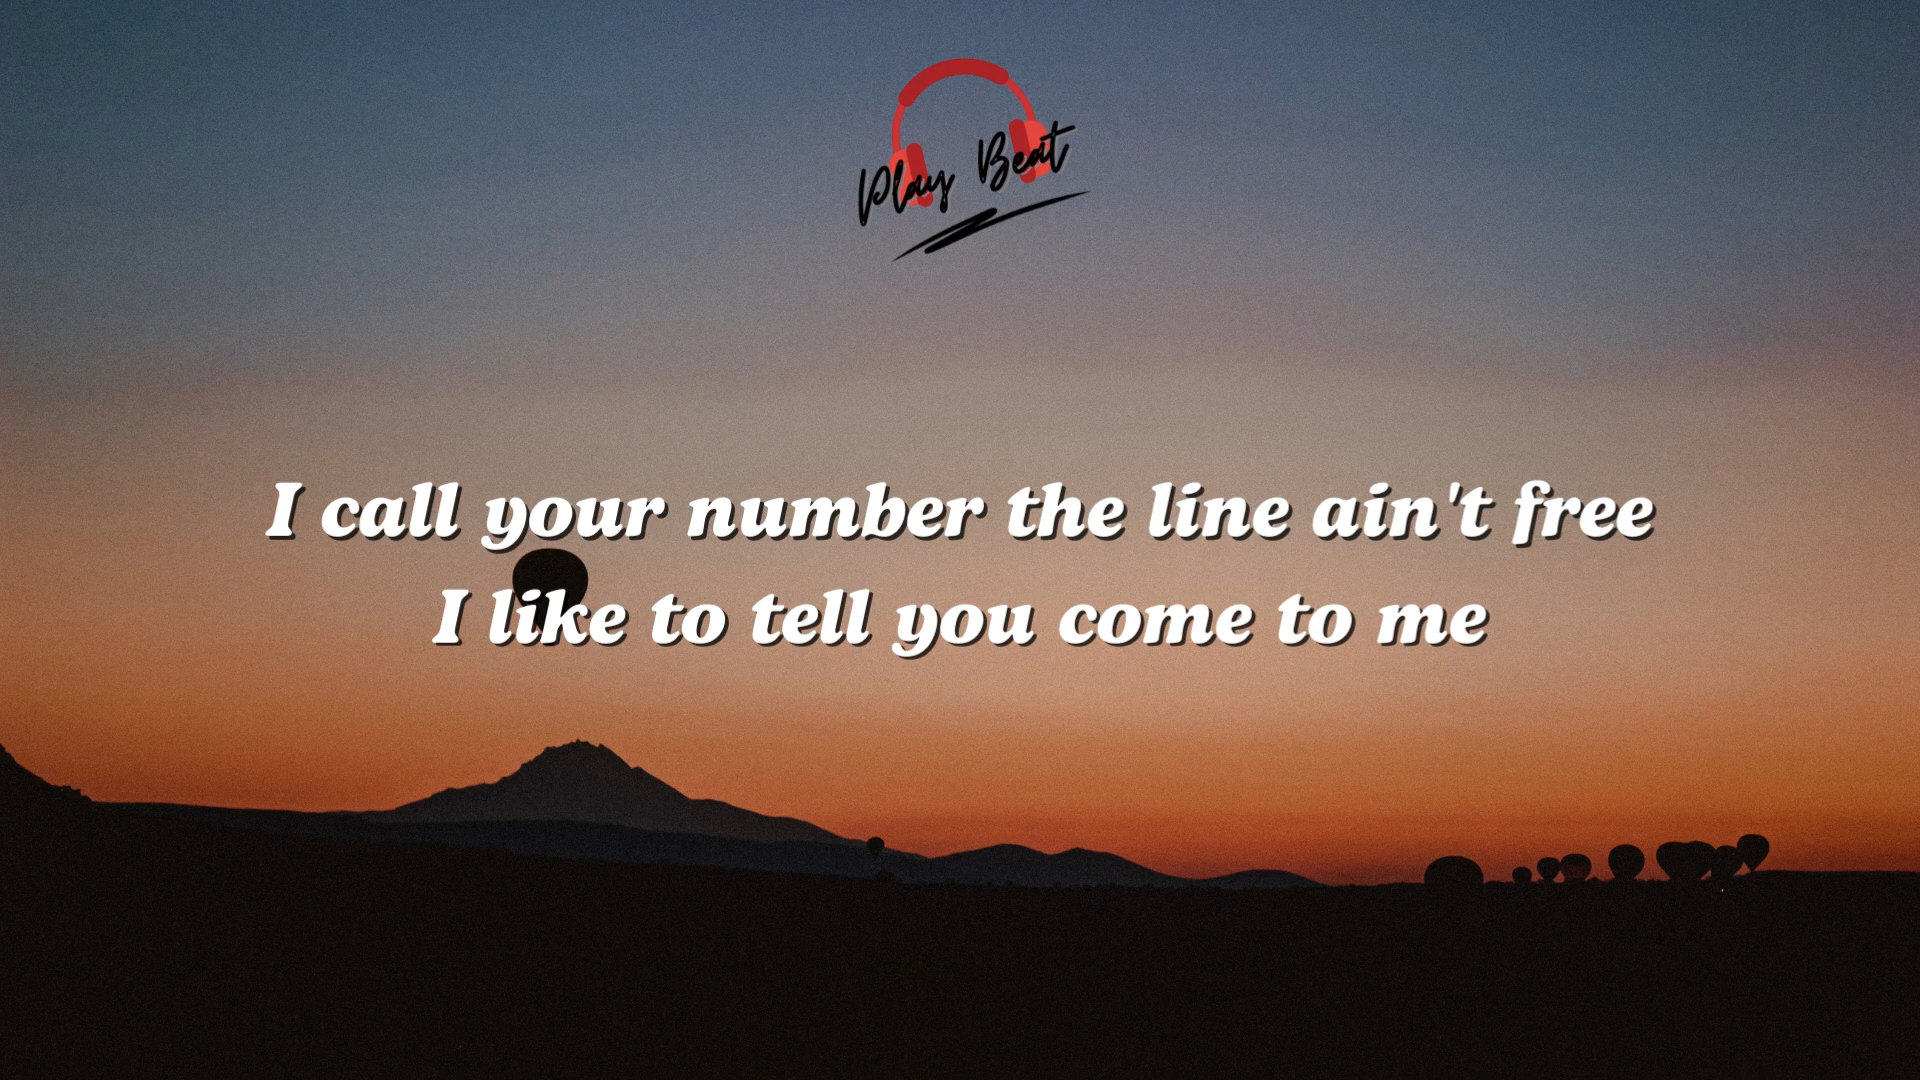 Play Beat
I call your number the line ain't free
I like to tell you come to me